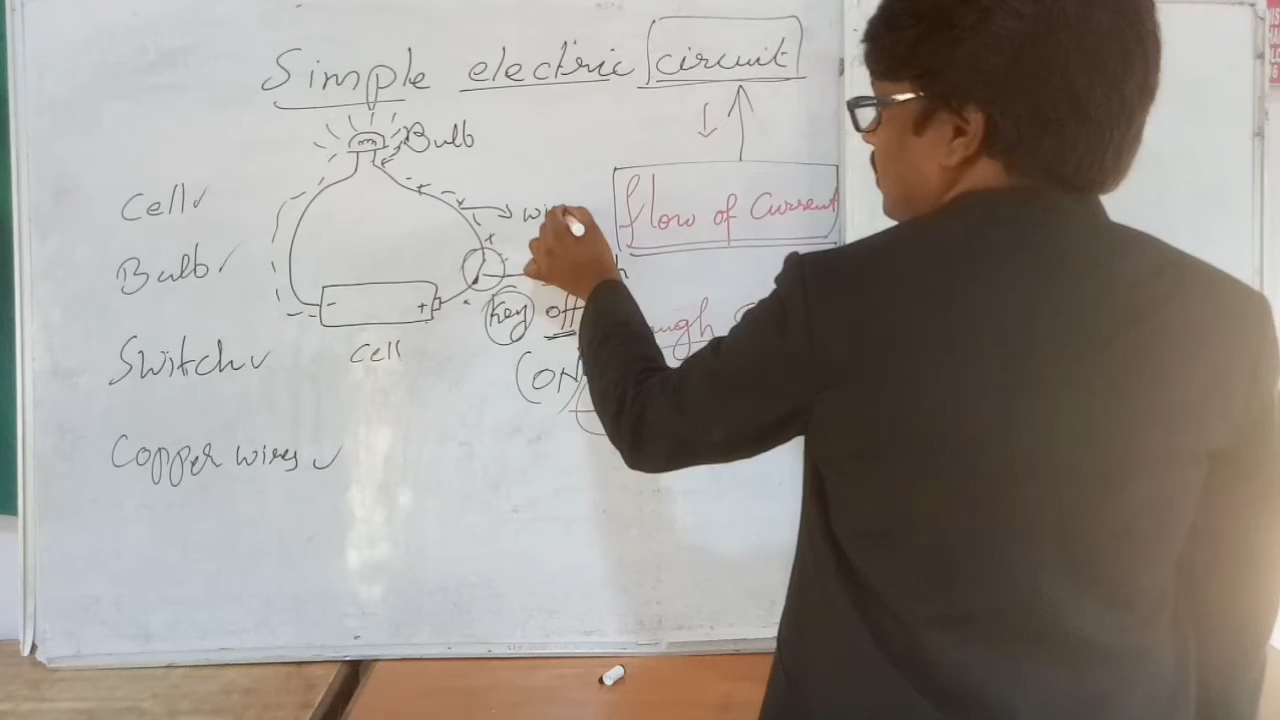 Simple electric circuit
Bulb
Cell
flow of Current
Bulb
- +
Key off
Switch
Cell
(ON
Copper wires